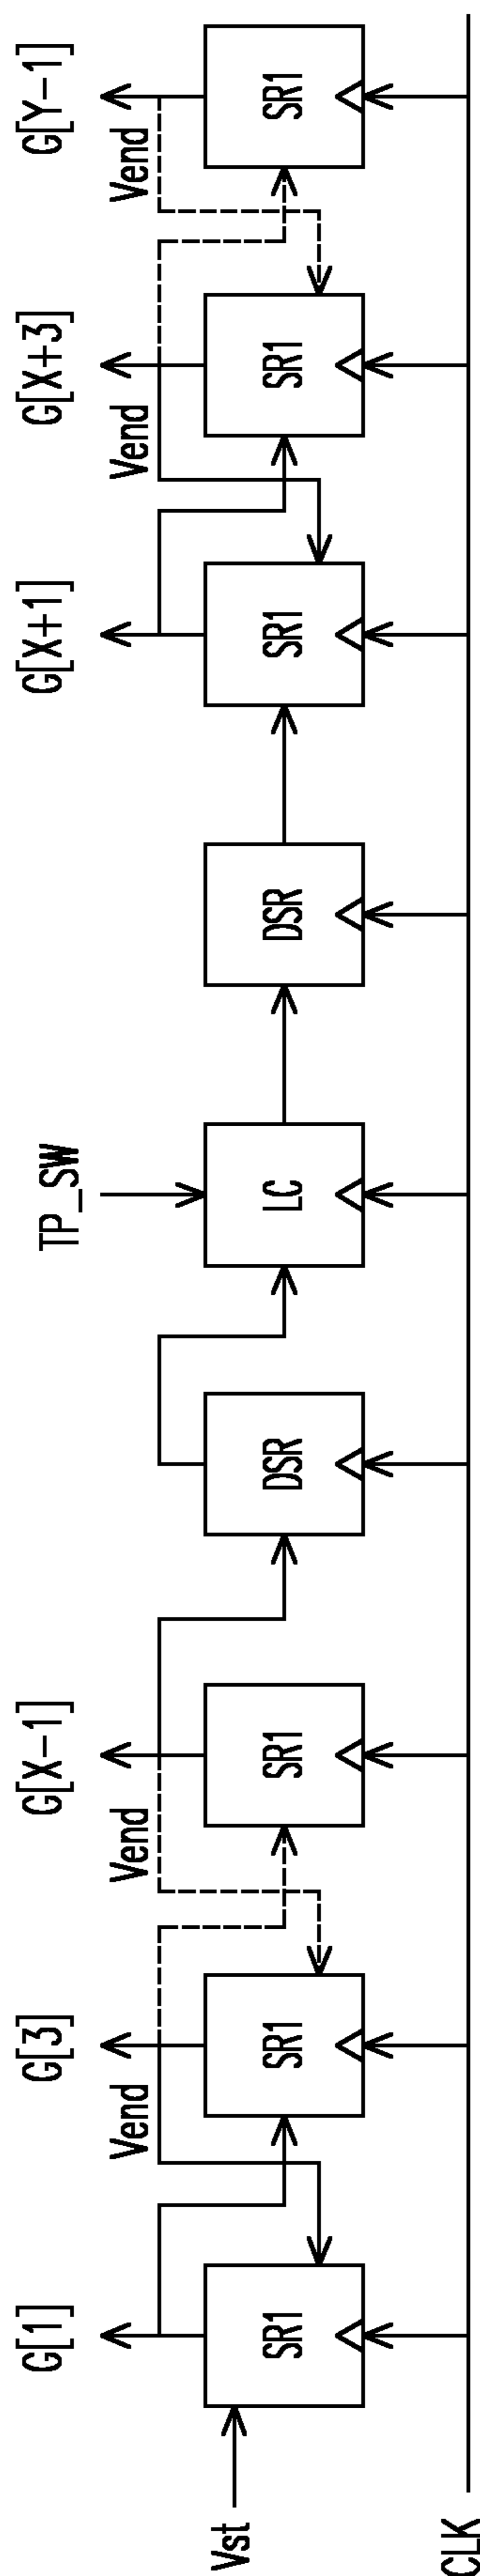 G[1]
G[3]
G[X-1]
TP_SW
G[X+1]
G[X+3]
G[Y-1]
Vend
Vend
Vend
Vend
Vst
SR1
SR1
SR1
DSR
LC
DSR
SR1
SR1
SR1
CLK